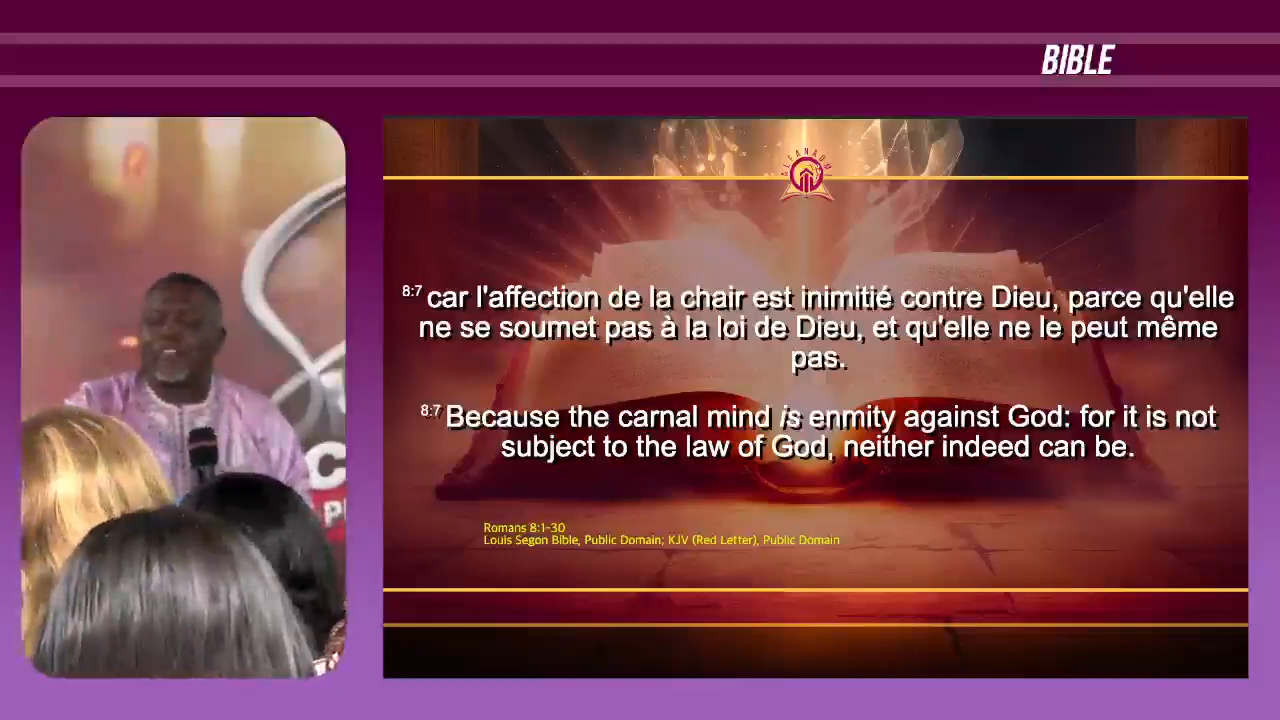 BIBLE
ALFANROM
8:7 car l'affection de la chair est inimitié contre Dieu, parce qu'elle
ne se soumet pas à la loi de Dieu, et qu'elle ne le peut même
pas.
8:7 Because the carnal mind is enmity against God: for it is not
subject to the law of God, neither indeed can be.
Romans 8:1-30
Louis Segon Bible, Public Domain; KJV (Red Letter), Public Domain
C
P